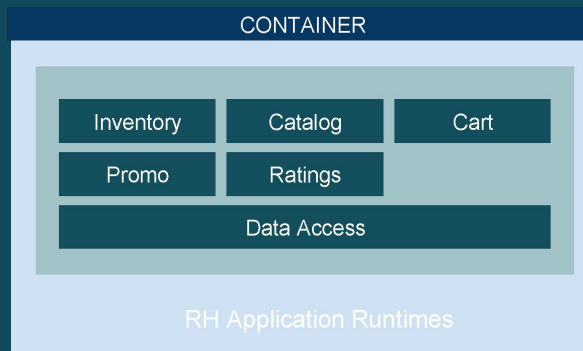 CONTAINER
Inventory Catalog Cart
Promo Ratings
Data Access
RH Application Runtimes